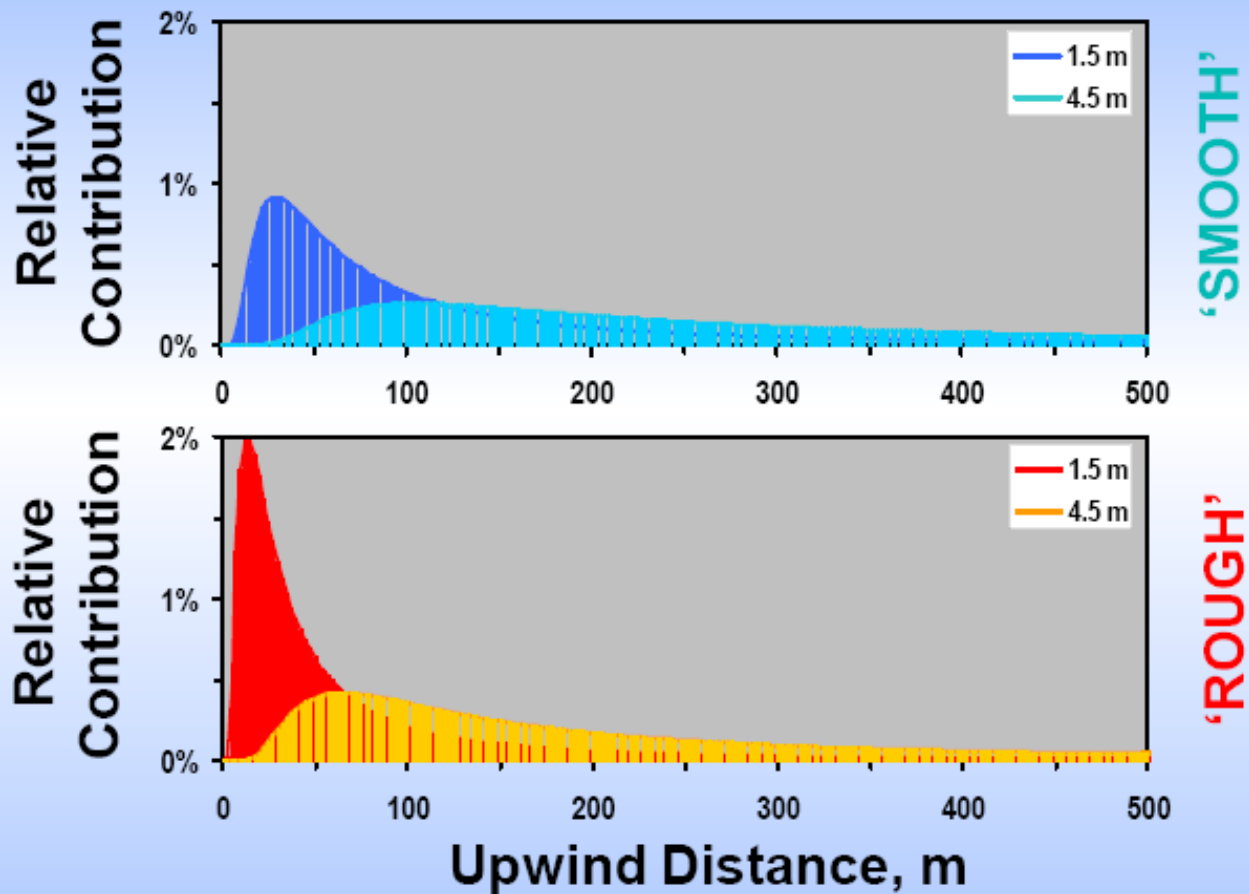 Relative
Contribution
2%
1%
0%
1.5 m
4.5 m
'SMOOTH'
0 100 200 300 400 500
Relative
Contribution
2%
1%
0%
1.5 m
4.5 m
'ROUGH'
0 100 200 300 400 500
Upwind Distance, m